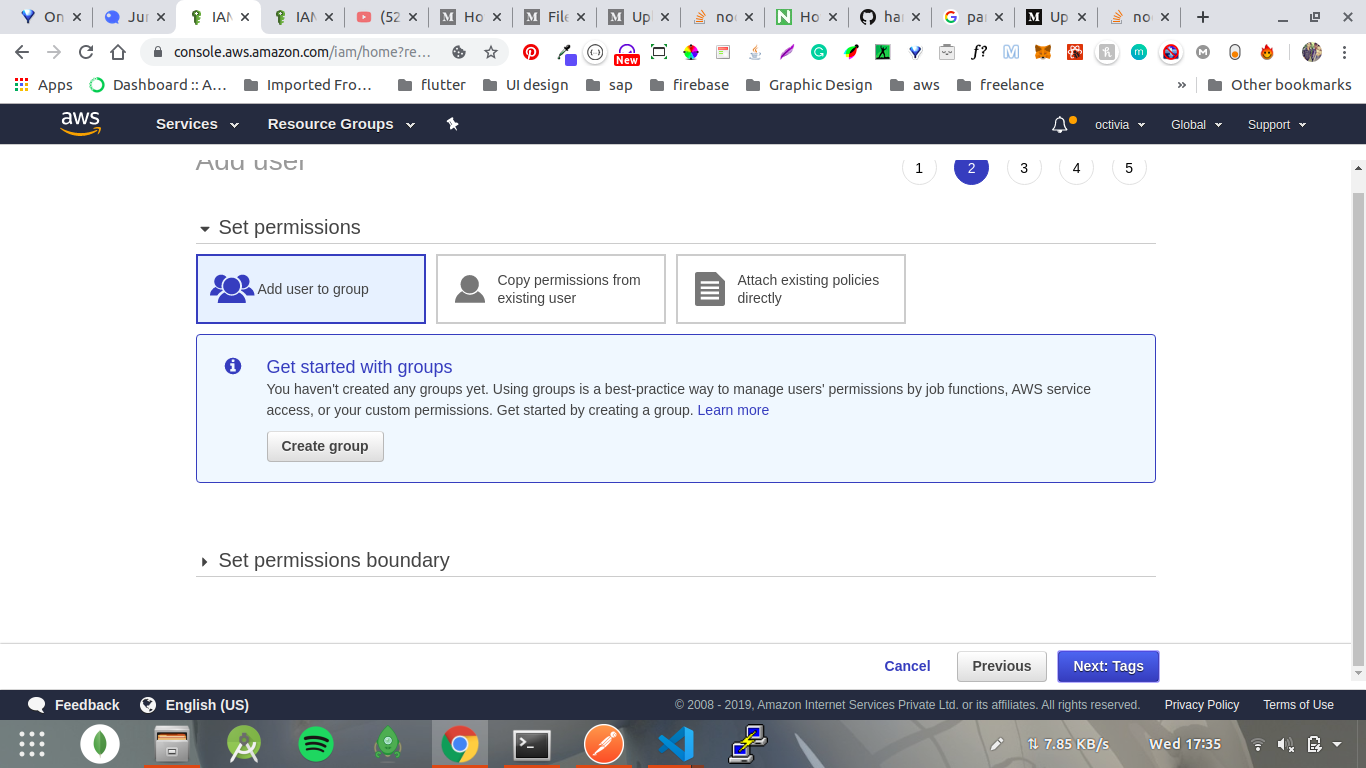 On
Jur
IAM
IAM
(52
Ho
File
Up
noc
Ho
har
Up
noc
console.aws.amazon.com/iam/home?re...
f?
New
Apps
Dashboard :: A...
Imported Fro...
flutter
UI design
sap
firebase
Graphic Design
aws
freelance
»
Other bookmarks
aws
Services
Resource Groups
octivia
Global
Support
Add user
1
2
3
4
5
Set permissions
Add user to group
Copy permissions from
existing user
Attach existing policies
directly
Get started with groups
You haven't created any groups yet. Using groups is a best-practice way to manage users' permissions by job functions, AWS service
access, or your custom permissions. Get started by creating a group. Learn more
Create group
Set permissions boundary
Cancel
Previous
Next: Tags
Feedback
English (US)
© 2008 - 2019, Amazon Internet Services Private Ltd. or its affiliates. All rights reserved.
Privacy Policy
Terms of Use
7.85 KB/s
Wed 17:35